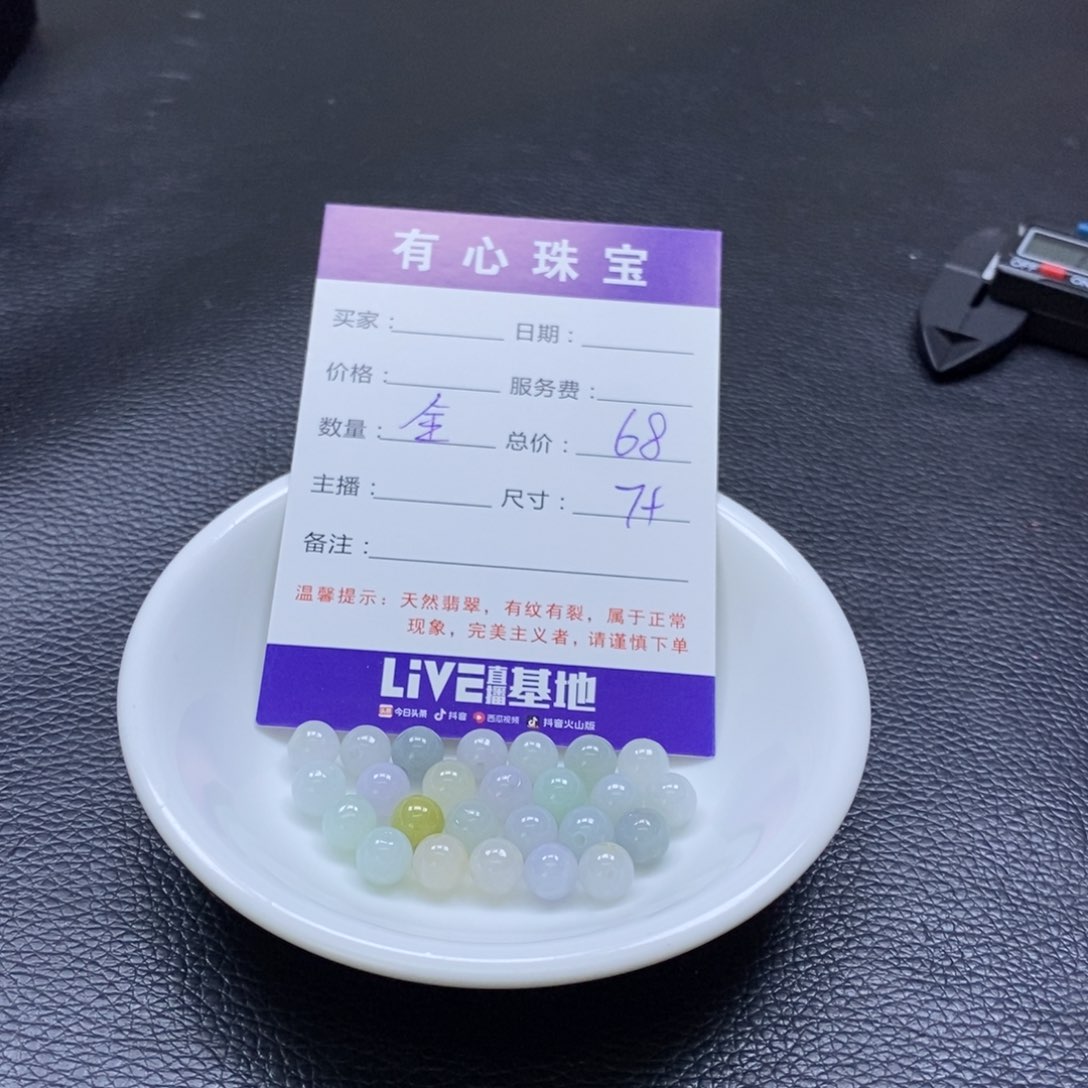 有心珠宝
买家： 日期：
价格： 服务费：
数量：全 总价：68
主播： 尺寸：7+
备注：
温馨提示：天然翡翠，有纹有裂，属于正常
现象，完美主义者，请谨慎下单
LiVE直播基地
头条 今日头条 抖音 西瓜视频 抖音火山版
OFF